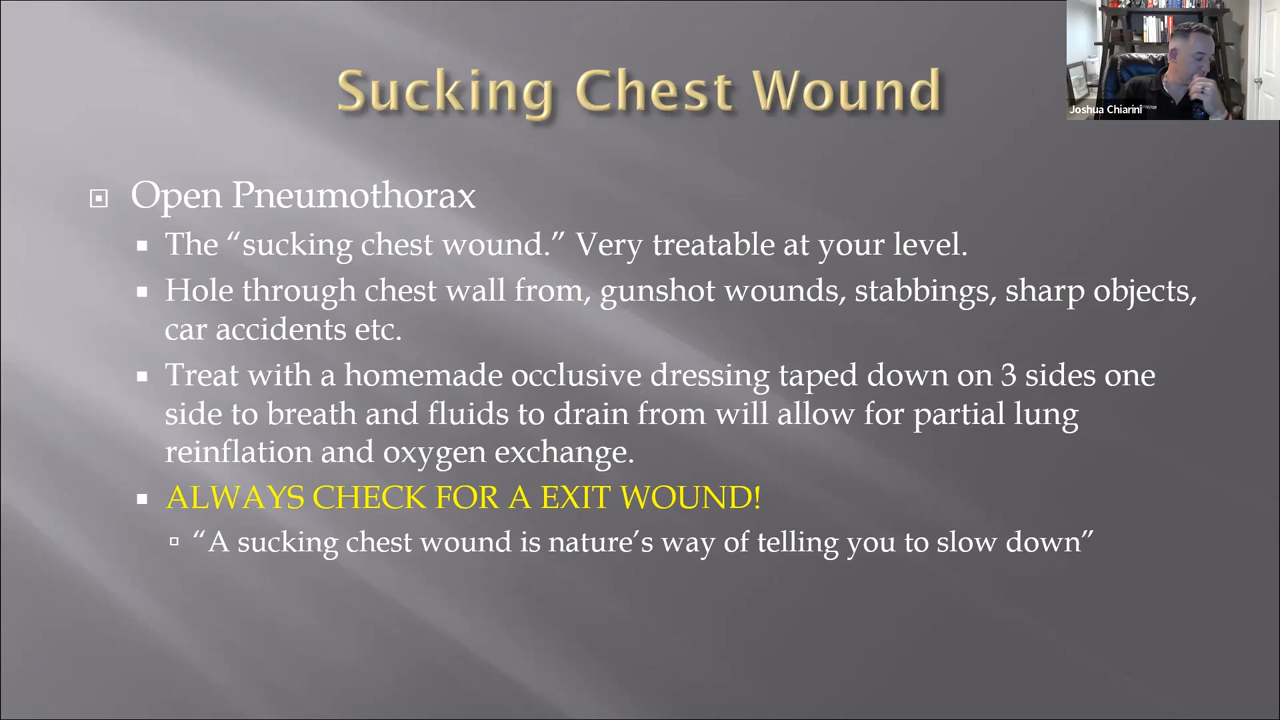 Sucking Chest Wound
Joshua Chiarini
Open Pneumothorax
The “sucking chest wound.” Very treatable at your level.
Hole through chest wall from, gunshot wounds, stabbings, sharp objects,
car accidents etc.
Treat with a homemade occlusive dressing taped down on 3 sides one
side to breath and fluids to drain from will allow for partial lung
reinflation and oxygen exchange.
ALWAYS CHECK FOR A EXIT WOUND!
“A sucking chest wound is nature’s way of telling you to slow down”